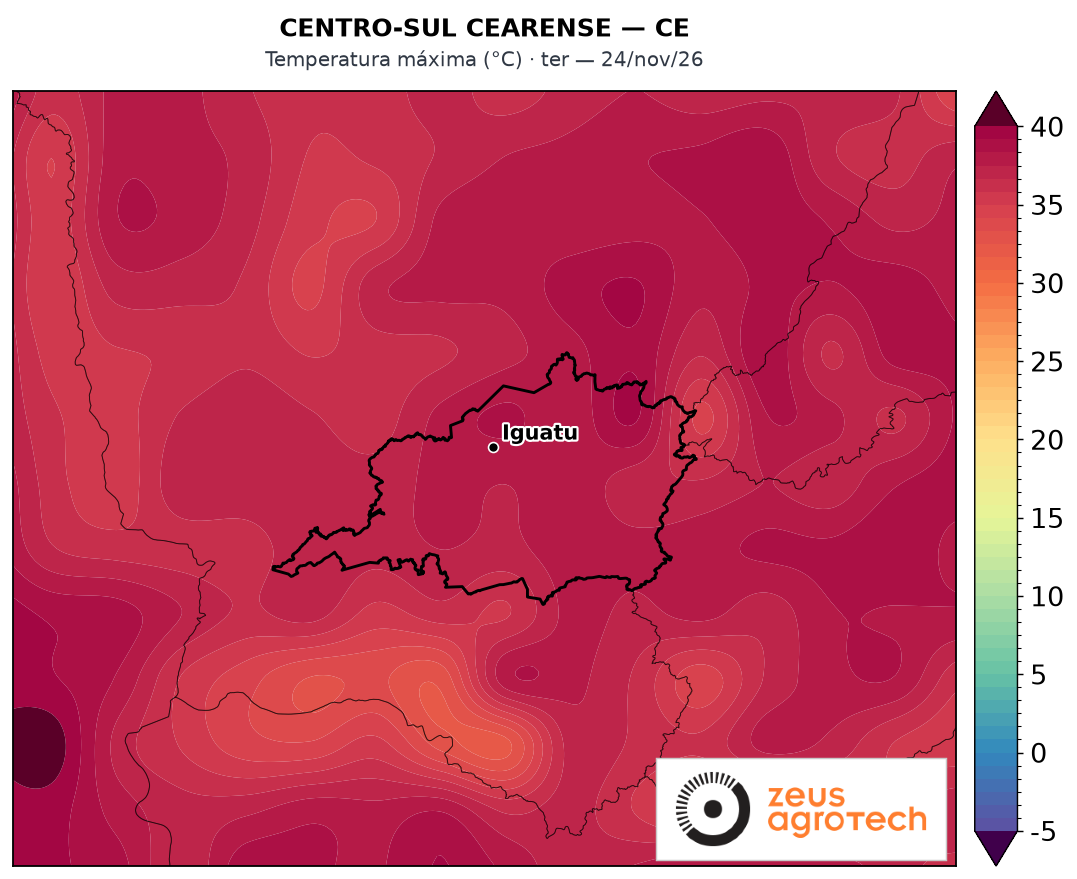 CENTRO-SUL CEARENSE — CE
Temperatura máxima (°C) · ter — 24/nov/26
40
35
30
25
20
15
10
5
0
-5
Iguatu
zeus
agrotech